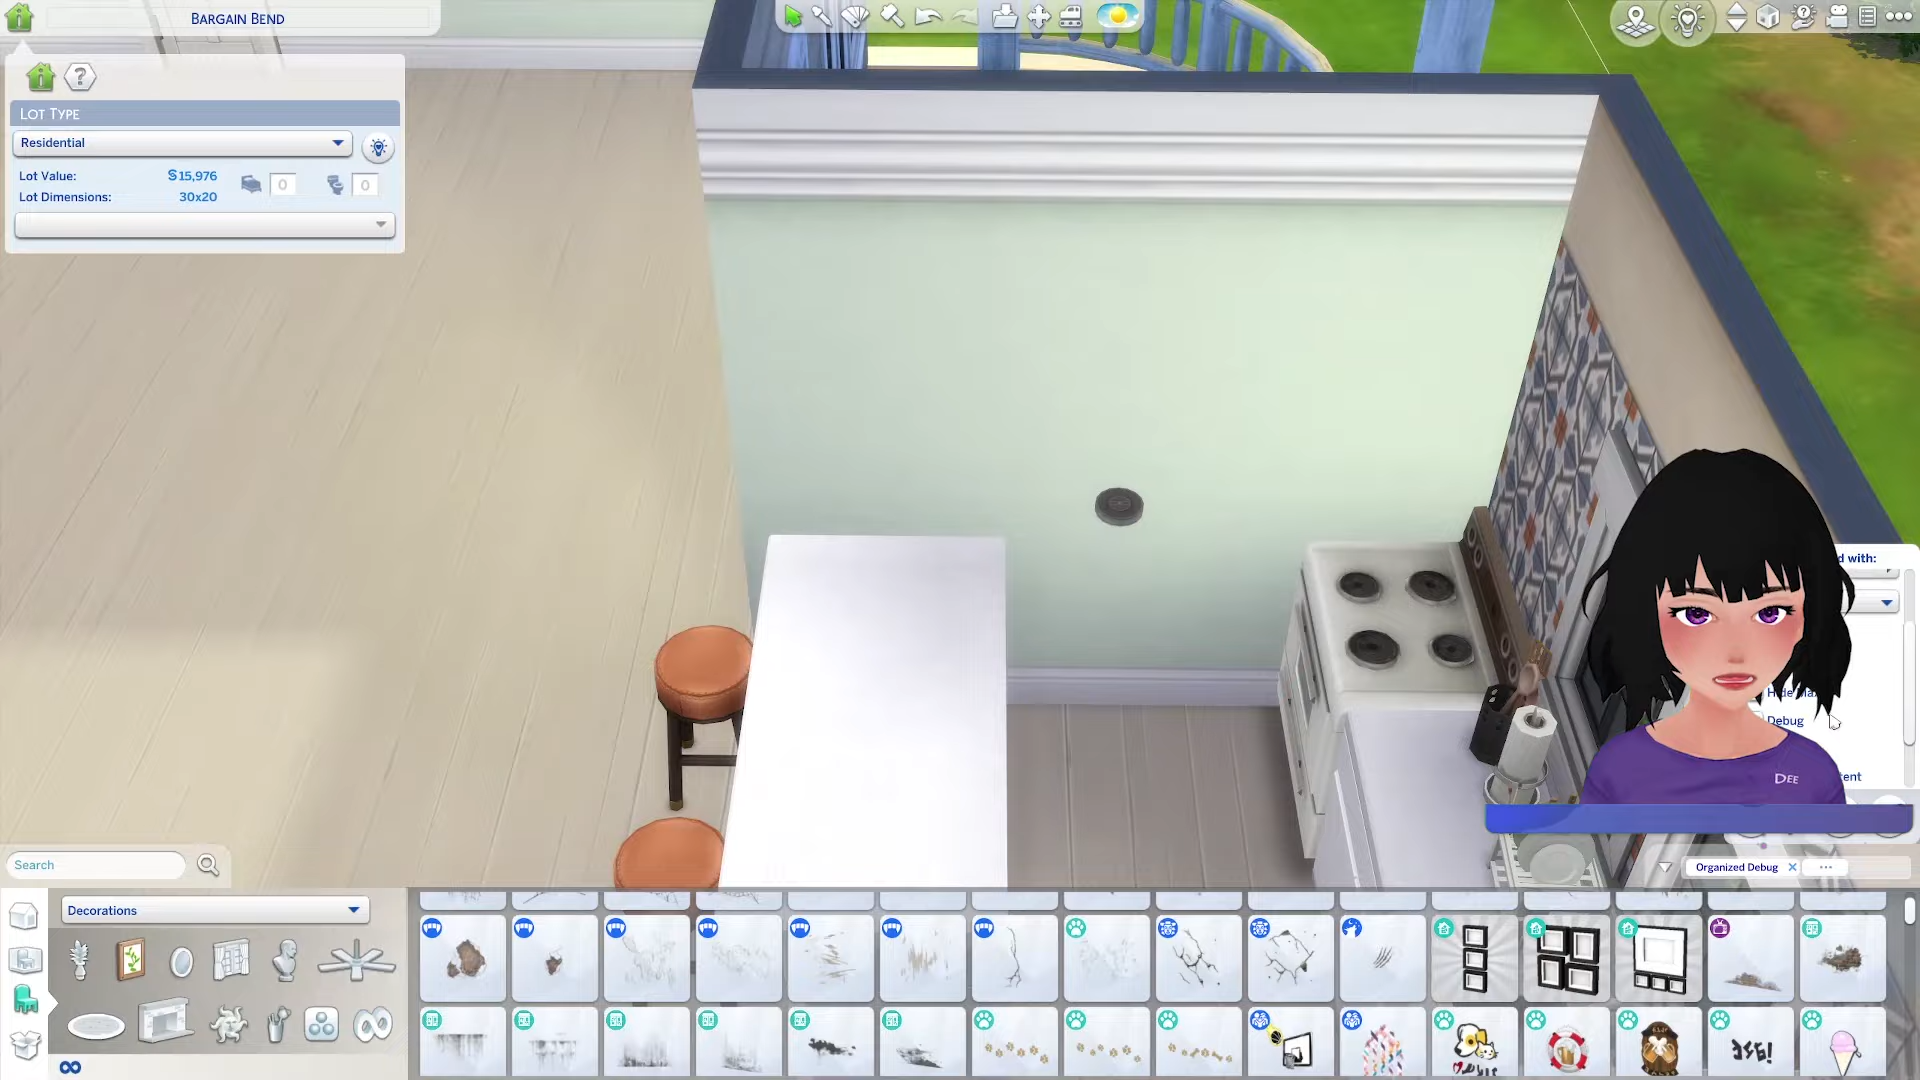 BARGAIN BEND
LOT TYPE
Residential
Lot Value: §15,976
0
0
Lot Dimensions: 30x20
d with:
Debug
DEE
tent
Search
Organized Debug
Decorations